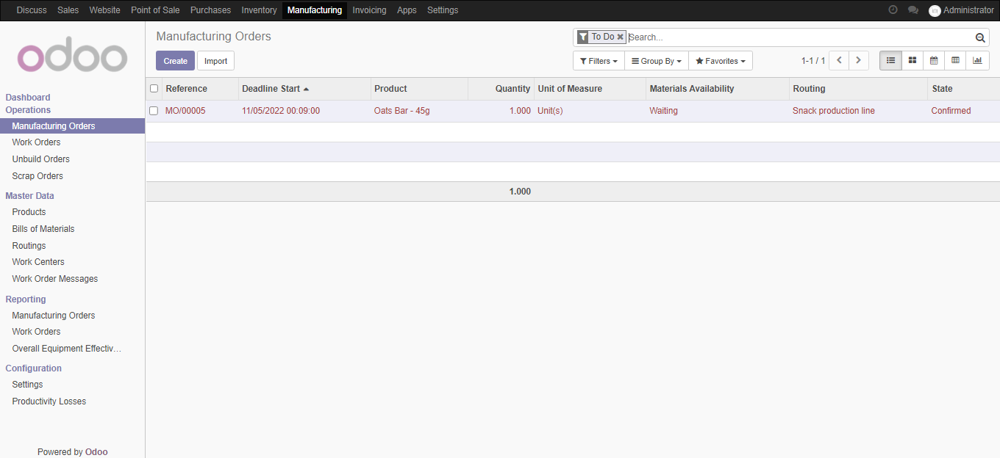 Discuss Sales Website Point of Sale Purchases Inventory Manufacturing Invoicing Apps Settings Administrator
odoo
Dashboard
Operations
Manufacturing Orders
Work Orders
Unbuild Orders
Scrap Orders
Master Data
Products
Bills of Materials
Routings
Work Centers
Work Order Messages
Reporting
Manufacturing Orders
Work Orders
Overall Equipment Effectiv…
Configuration
Settings
Productivity Losses
Powered by Odoo
Manufacturing Orders
To Do Search...
Create Import
Filters Group By Favorites 1-1 / 1
Reference Deadline Start Product Quantity Unit of Measure Materials Availability Routing State
MO/00005 11/05/2022 00:09:00 Oats Bar - 45g 1.000 Unit(s) Waiting Snack production line Confirmed
1.000